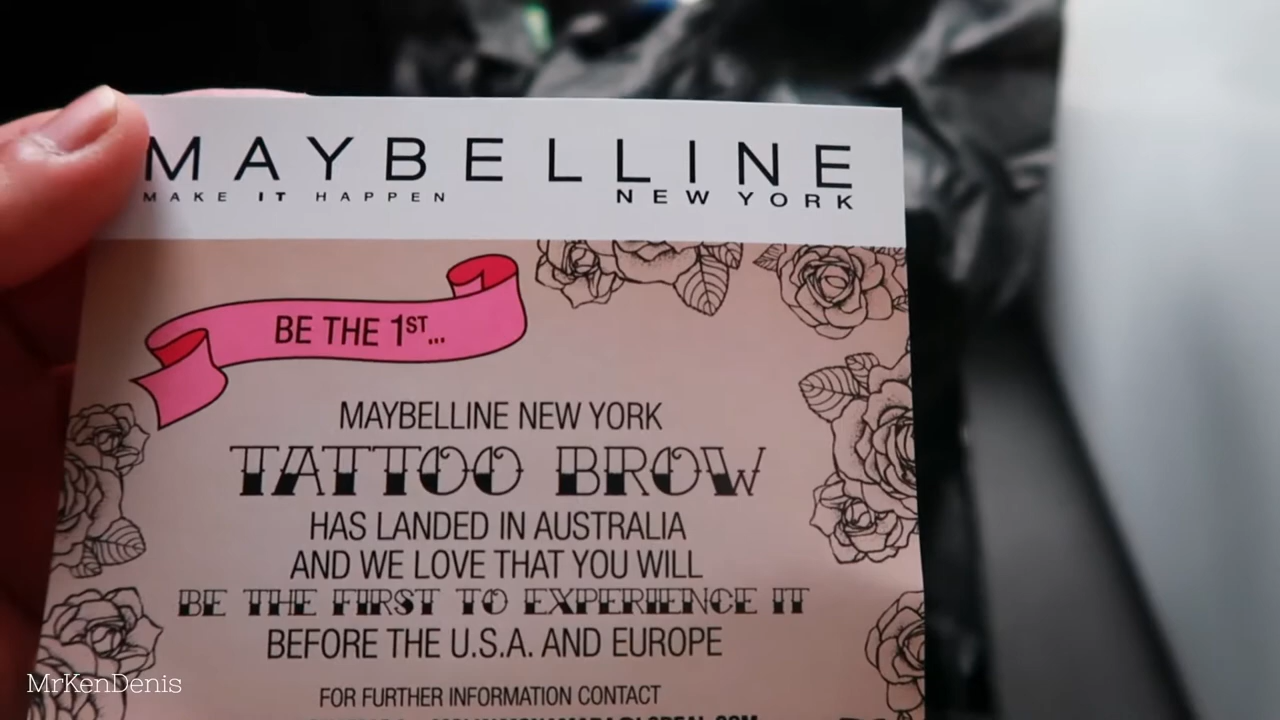 MAYBELLINE
MAKE IT HAPPEN NEW YORK
BE THE 1ST...
MAYBELLINE NEW YORK
TATTOO BROW
HAS LANDED IN AUSTRALIA
AND WE LOVE THAT YOU WILL
BE THE FIRST TO EXPERIENCE IT
BEFORE THE U.S.A. AND EUROPE
FOR FURTHER INFORMATION CONTACT
MrKenDenis